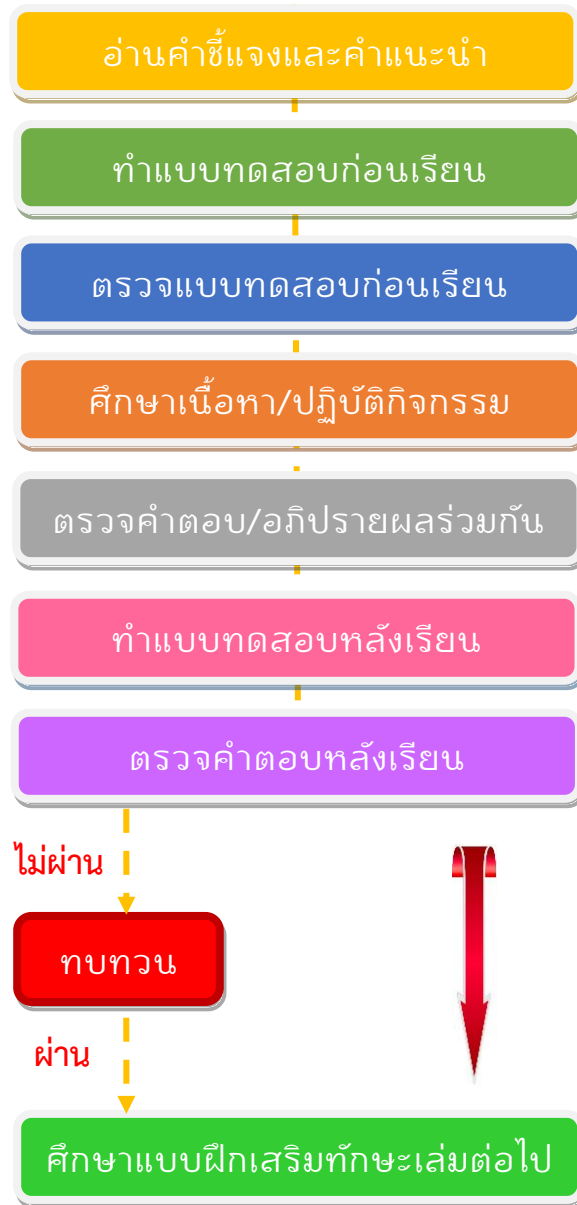 อ่านคำชี้แจงและคำแนะนำ
ทำแบบทดสอบก่อนเรียน
ตรวจแบบทดสอบก่อนเรียน
ศึกษาเนื้อหา/ปฏิบัติกิจกรรม
ตรวจคำตอบ/อภิปรายผลร่วมกัน
ทำแบบทดสอบหลังเรียน
ตรวจคำตอบหลังเรียน
ไม่ผ่าน
ทบทวน
ผ่าน
ศึกษาแบบฝึกเสริมทักษะเล่มต่อไป